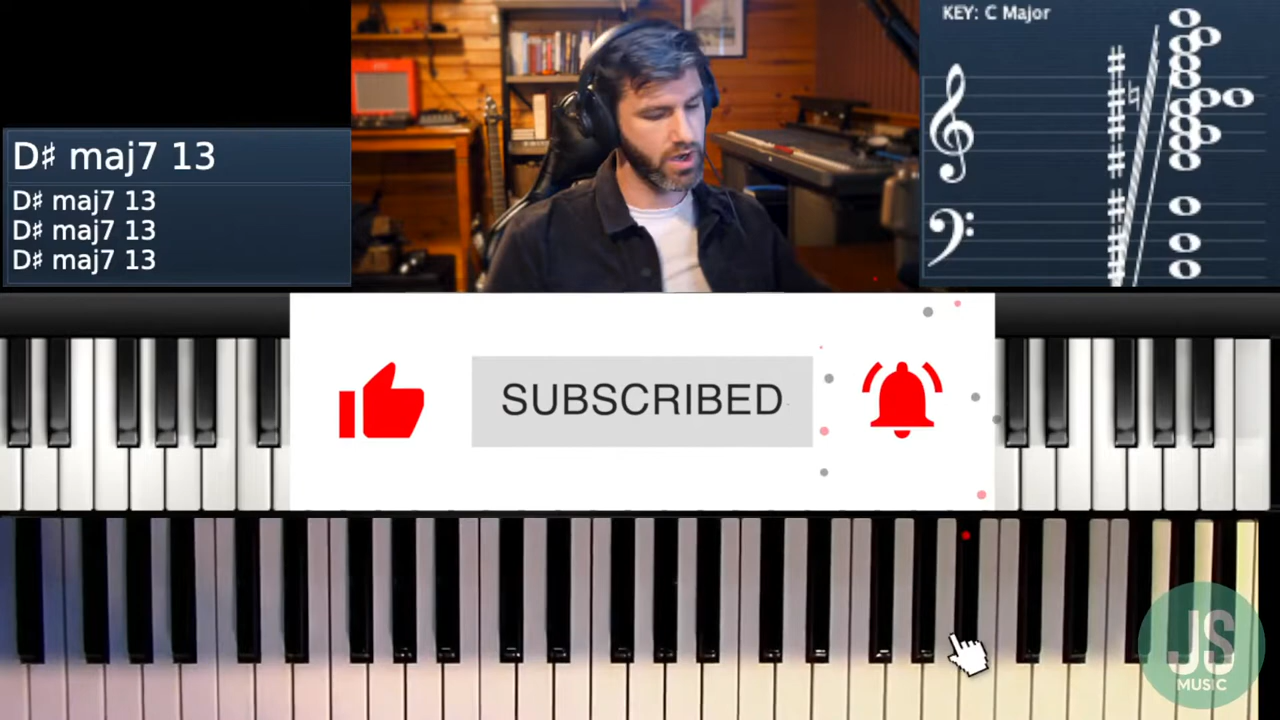 KEY: C Major
D♯ maj7 13
D♯ maj7 13
D♯ maj7 13
D♯ maj7 13
SUBSCRIBED
JS
MUSIC